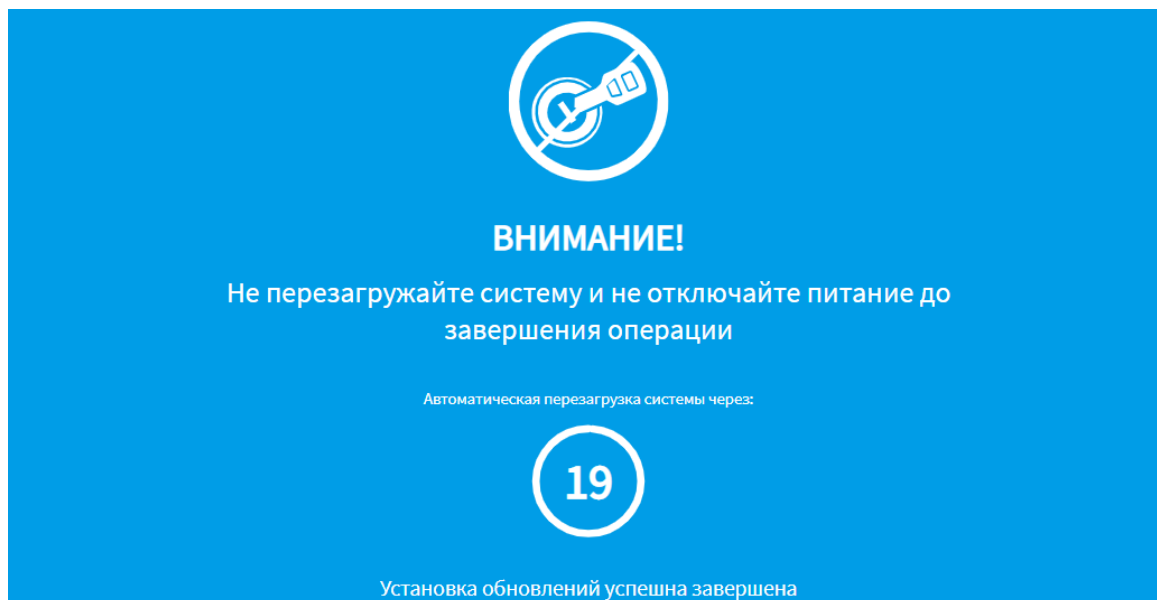 ВНИМАНИЕ!
Не перезагружайте систему и не отключайте питание до
завершения операции
Автоматическая перезагрузка системы через:
19
Установка обновлений успешна завершена